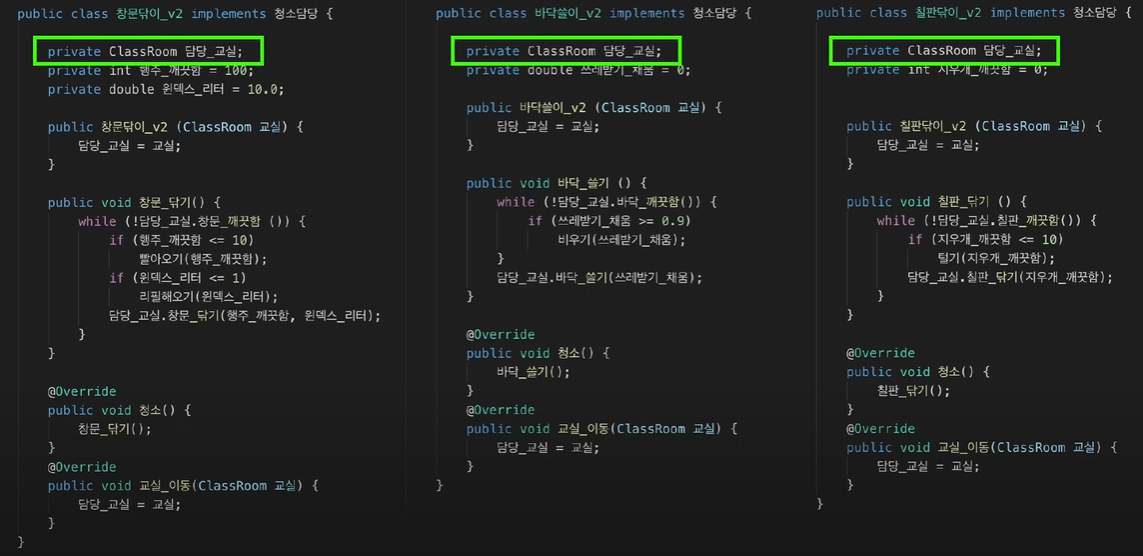 public class 창문닦이_v2 implements 청소담당 {
private ClassRoom 담당_교실;
private int 행주_깨끗함 = 100;
private double 윈덱스_리터 = 10.0;
public 창문닦이_v2 (ClassRoom 교실) {
담당_교실 = 교실;
}
public void 창문_닦기() {
while (!담당_교실.창문_깨끗함 ()) {
if (행주_깨끗함 <= 10)
빨아오기(행주_깨끗함);
if (윈덱스_리터 <= 1)
리필해오기(윈덱스_리터);
담당_교실.창문_닦기(행주_깨끗함, 윈덱스_리터);
}
}
@Override
public void 청소() {
창문_닦기();
}
@Override
public void 교실_이동(ClassRoom 교실) {
담당_교실 = 교실;
}
}
public class 바닥쓸이_v2 implements 청소담당 {
private ClassRoom 담당_교실;
private double 쓰레받기_채움 = 0;
public 바닥쓸이_v2 (ClassRoom 교실) {
담당_교실 = 교실;
}
public void 바닥_쓸기 () {
while (!담당_교실.바닥_깨끗함()) {
if (쓰레받기_채움 >= 0.9)
비우기(쓰레받기_채움);
}
담당_교실.바닥_쓸기(쓰레받기_채움);
}
@Override
public void 청소() {
바닥_쓸기();
}
@Override
public void 교실_이동(ClassRoom 교실) {
담당_교실 = 교실;
}
}
public class 칠판닦이_v2 implements 청소담당 {
private ClassRoom 담당_교실;
private int 지우개_깨끗함 = 0;
public 칠판닦이_v2 (ClassRoom 교실) {
담당_교실 = 교실;
}
public void 칠판_닦기 () {
while (!담당_교실.칠판_깨끗함()) {
if (지우개_깨끗함 <= 10)
털기(지우개_깨끗함);
담당_교실.칠판_닦기(지우개_깨끗함);
}
}
@Override
public void 청소() {
칠판_닦기();
}
@Override
public void 교실_이동(ClassRoom 교실) {
담당_교실 = 교실;
}
}